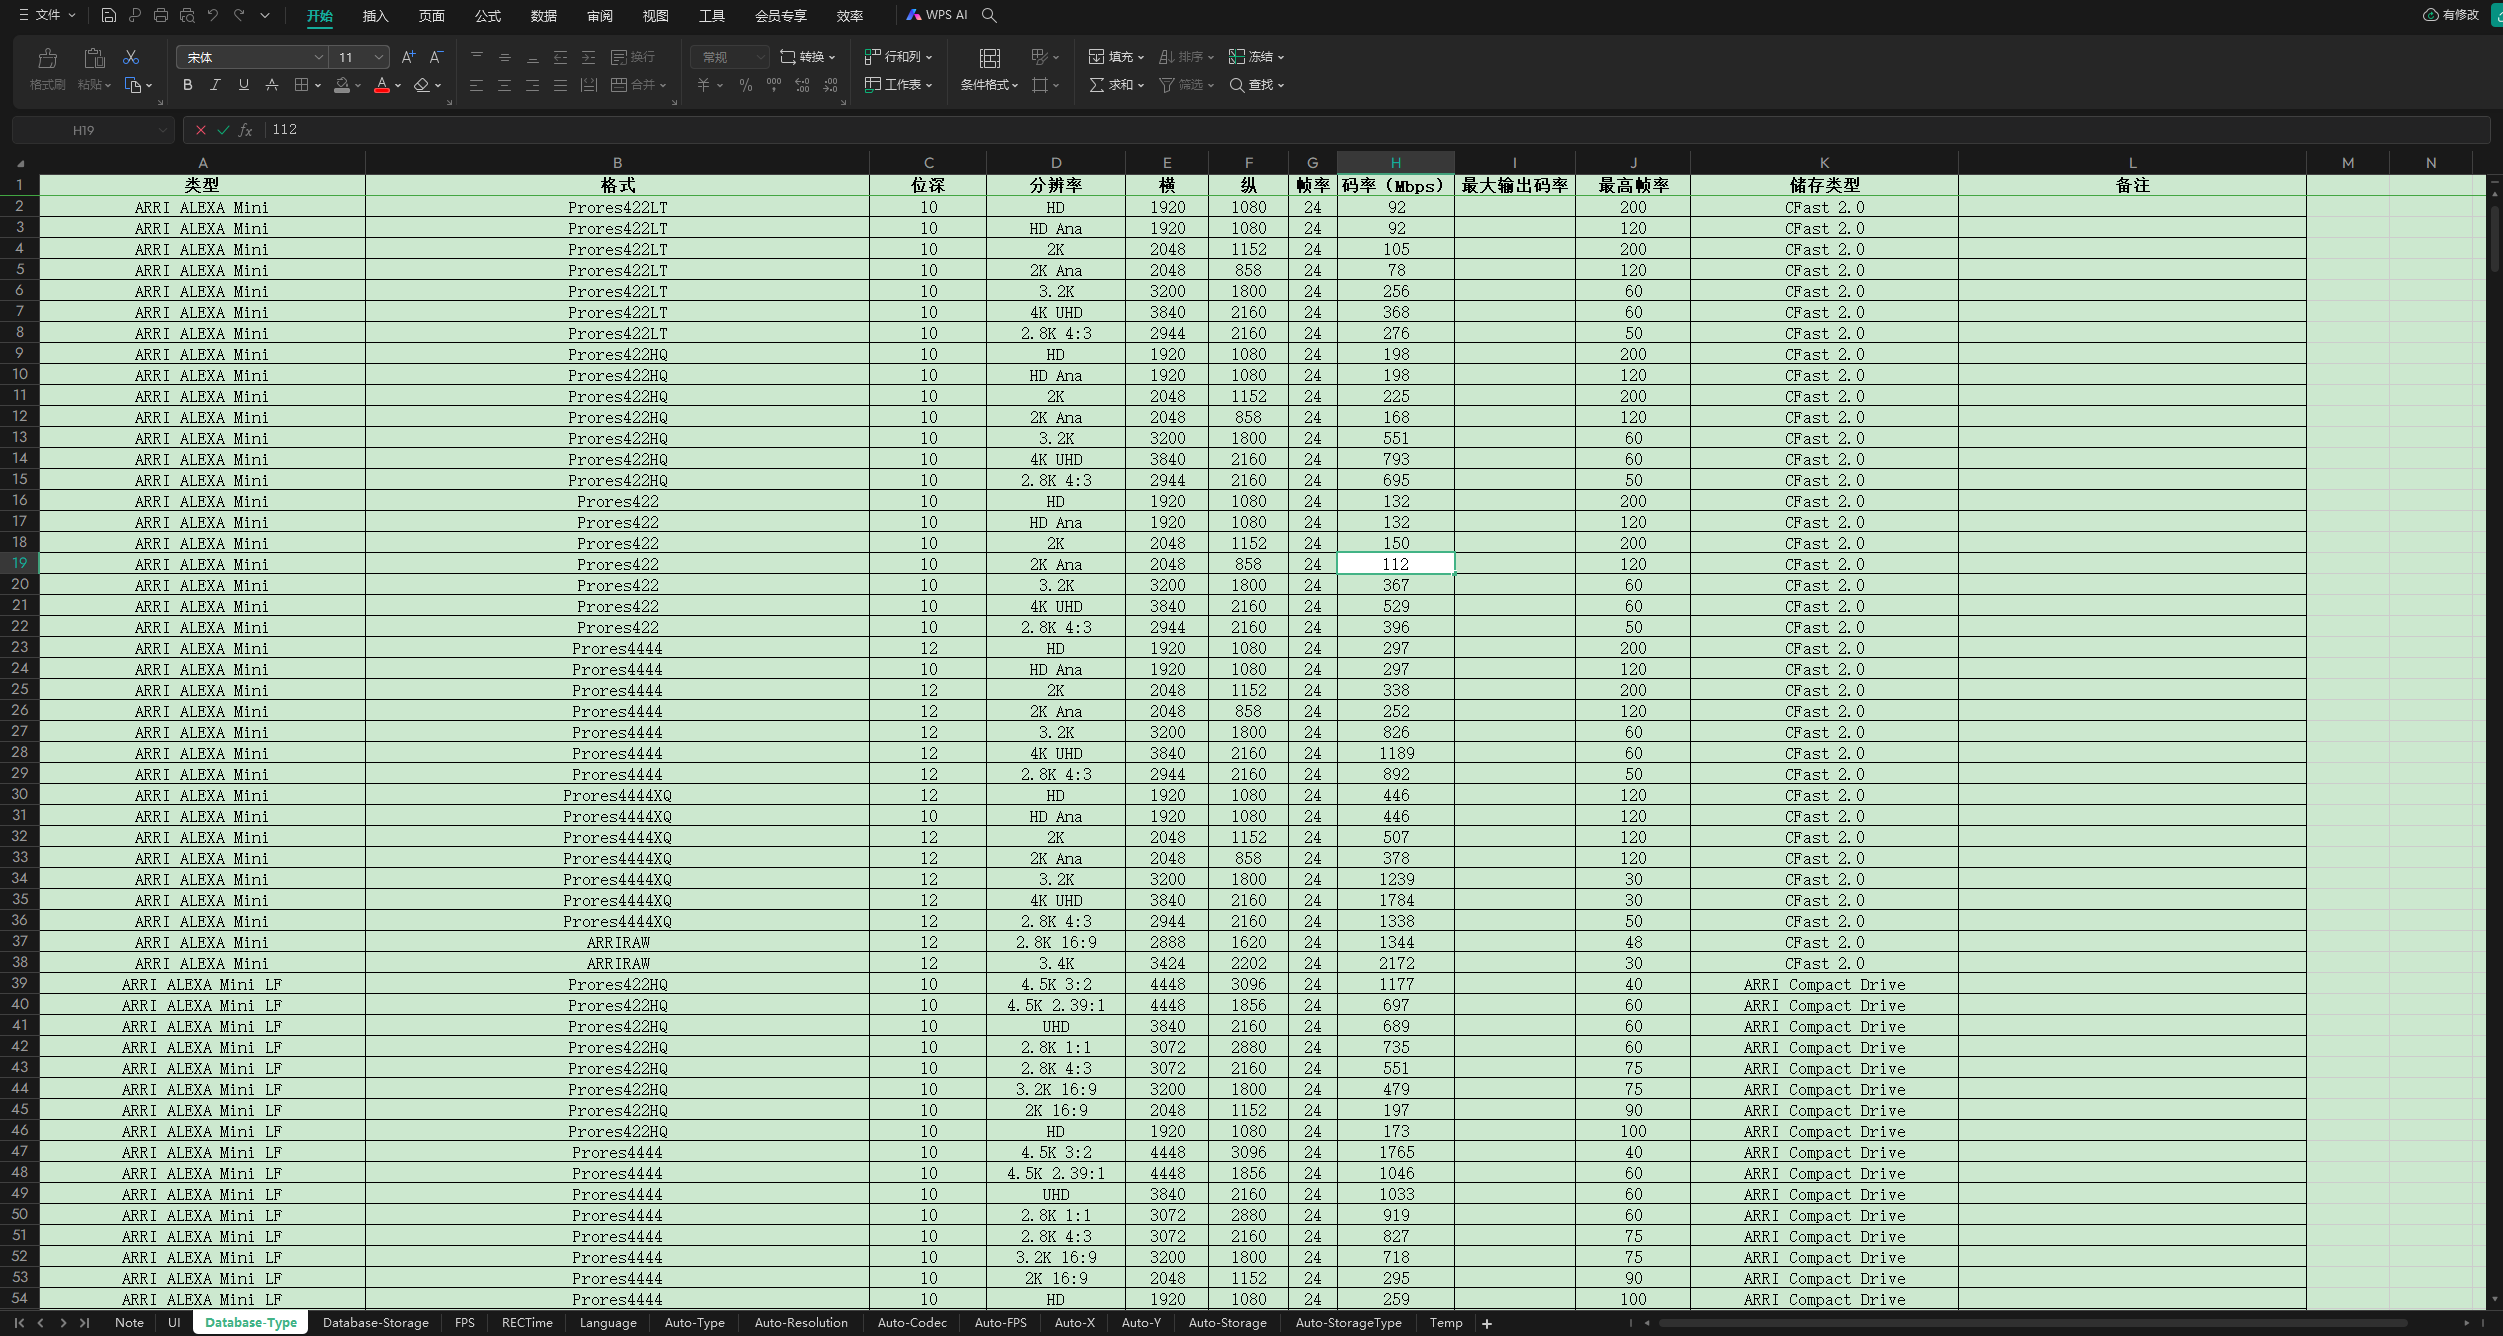 文件 开始 插入 页面 公式 数据 审阅 视图 工具 会员专享 效率 WPS AI 有修改
宋体 11 换行 常规 转换 行和列 填充 排序 冻结
格式刷 粘贴 B I U A A 合并 ¥ % 工作表 条件格式 求和 筛选 查找
H19 fx 112
A B C D E F G H I J K L M N
1 类型 格式 位深 分辨率 横 纵 帧率 码率（Mbps） 最大输出码率 最高帧率 储存类型 备注
2 ARRI ALEXA Mini Prores422LT 10 HD 1920 1080 24 92 200 CFast 2.0
3 ARRI ALEXA Mini Prores422LT 10 HD Ana 1920 1080 24 92 120 CFast 2.0
4 ARRI ALEXA Mini Prores422LT 10 2K 2048 1152 24 105 200 CFast 2.0
5 ARRI ALEXA Mini Prores422LT 10 2K Ana 2048 858 24 78 120 CFast 2.0
6 ARRI ALEXA Mini Prores422LT 10 3.2K 3200 1800 24 256 60 CFast 2.0
7 ARRI ALEXA Mini Prores422LT 10 4K UHD 3840 2160 24 368 60 CFast 2.0
8 ARRI ALEXA Mini Prores422LT 10 2.8K 4:3 2944 2160 24 276 50 CFast 2.0
9 ARRI ALEXA Mini Prores422HQ 10 HD 1920 1080 24 198 200 CFast 2.0
10 ARRI ALEXA Mini Prores422HQ 10 HD Ana 1920 1080 24 198 120 CFast 2.0
11 ARRI ALEXA Mini Prores422HQ 10 2K 2048 1152 24 225 200 CFast 2.0
12 ARRI ALEXA Mini Prores422HQ 10 2K Ana 2048 858 24 168 120 CFast 2.0
13 ARRI ALEXA Mini Prores422HQ 10 3.2K 3200 1800 24 551 60 CFast 2.0
14 ARRI ALEXA Mini Prores422HQ 10 4K UHD 3840 2160 24 793 60 CFast 2.0
15 ARRI ALEXA Mini Prores422HQ 10 2.8K 4:3 2944 2160 24 695 50 CFast 2.0
16 ARRI ALEXA Mini Prores422 10 HD 1920 1080 24 132 200 CFast 2.0
17 ARRI ALEXA Mini Prores422 10 HD Ana 1920 1080 24 132 120 CFast 2.0
18 ARRI ALEXA Mini Prores422 10 2K 2048 1152 24 150 200 CFast 2.0
19 ARRI ALEXA Mini Prores422 10 2K Ana 2048 858 24 112 120 CFast 2.0
20 ARRI ALEXA Mini Prores422 10 3.2K 3200 1800 24 367 60 CFast 2.0
21 ARRI ALEXA Mini Prores422 10 4K UHD 3840 2160 24 529 60 CFast 2.0
22 ARRI ALEXA Mini Prores422 10 2.8K 4:3 2944 2160 24 396 50 CFast 2.0
23 ARRI ALEXA Mini Prores4444 12 HD 1920 1080 24 297 200 CFast 2.0
24 ARRI ALEXA Mini Prores4444 10 HD Ana 1920 1080 24 297 120 CFast 2.0
25 ARRI ALEXA Mini Prores4444 12 2K 2048 1152 24 338 200 CFast 2.0
26 ARRI ALEXA Mini Prores4444 12 2K Ana 2048 858 24 252 120 CFast 2.0
27 ARRI ALEXA Mini Prores4444 12 3.2K 3200 1800 24 826 60 CFast 2.0
28 ARRI ALEXA Mini Prores4444 12 4K UHD 3840 2160 24 1189 60 CFast 2.0
29 ARRI ALEXA Mini Prores4444 12 2.8K 4:3 2944 2160 24 892 50 CFast 2.0
30 ARRI ALEXA Mini Prores4444XQ 12 HD 1920 1080 24 446 120 CFast 2.0
31 ARRI ALEXA Mini Prores4444XQ 10 HD Ana 1920 1080 24 446 120 CFast 2.0
32 ARRI ALEXA Mini Prores4444XQ 12 2K 2048 1152 24 507 120 CFast 2.0
33 ARRI ALEXA Mini Prores4444XQ 12 2K Ana 2048 858 24 378 120 CFast 2.0
34 ARRI ALEXA Mini Prores4444XQ 12 3.2K 3200 1800 24 1239 30 CFast 2.0
35 ARRI ALEXA Mini Prores4444XQ 12 4K UHD 3840 2160 24 1784 30 CFast 2.0
36 ARRI ALEXA Mini Prores4444XQ 12 2.8K 4:3 2944 2160 24 1338 50 CFast 2.0
37 ARRI ALEXA Mini ARRIRAW 12 2.8K 16:9 2888 1620 24 1344 48 CFast 2.0
38 ARRI ALEXA Mini ARRIRAW 12 3.4K 3424 2202 24 2172 30 CFast 2.0
39 ARRI ALEXA Mini LF Prores422HQ 10 4.5K 3:2 4448 3096 24 1177 40 ARRI Compact Drive
40 ARRI ALEXA Mini LF Prores422HQ 10 4.5K 2.39:1 4448 1856 24 697 60 ARRI Compact Drive
41 ARRI ALEXA Mini LF Prores422HQ 10 UHD 3840 2160 24 689 60 ARRI Compact Drive
42 ARRI ALEXA Mini LF Prores422HQ 10 2.8K 1:1 3072 2880 24 735 60 ARRI Compact Drive
43 ARRI ALEXA Mini LF Prores422HQ 10 2.8K 4:3 3072 2160 24 551 75 ARRI Compact Drive
44 ARRI ALEXA Mini LF Prores422HQ 10 3.2K 16:9 3200 1800 24 479 75 ARRI Compact Drive
45 ARRI ALEXA Mini LF Prores422HQ 10 2K 16:9 2048 1152 24 197 90 ARRI Compact Drive
46 ARRI ALEXA Mini LF Prores422HQ 10 HD 1920 1080 24 173 100 ARRI Compact Drive
47 ARRI ALEXA Mini LF Prores4444 10 4.5K 3:2 4448 3096 24 1765 40 ARRI Compact Drive
48 ARRI ALEXA Mini LF Prores4444 10 4.5K 2.39:1 4448 1856 24 1046 60 ARRI Compact Drive
49 ARRI ALEXA Mini LF Prores4444 10 UHD 3840 2160 24 1033 60 ARRI Compact Drive
50 ARRI ALEXA Mini LF Prores4444 10 2.8K 1:1 3072 2880 24 919 60 ARRI Compact Drive
51 ARRI ALEXA Mini LF Prores4444 10 2.8K 4:3 3072 2160 24 827 75 ARRI Compact Drive
52 ARRI ALEXA Mini LF Prores4444 10 3.2K 16:9 3200 1800 24 718 75 ARRI Compact Drive
53 ARRI ALEXA Mini LF Prores4444 10 2K 16:9 2048 1152 24 295 90 ARRI Compact Drive
54 ARRI ALEXA Mini LF Prores4444 10 HD 1920 1080 24 259 100 ARRI Compact Drive
Note UI Database-Type Database-Storage FPS RECTime Language Auto-Type Auto-Resolution Auto-Codec Auto-FPS Auto-X Auto-Y Auto-Storage Auto-StorageType Temp +